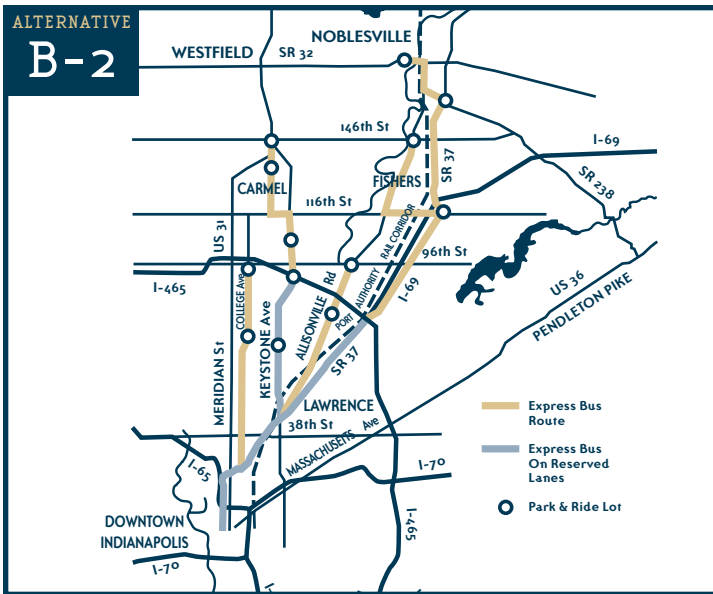 ALTERNATIVE
B-2
NOBLESVILLE
WESTFIELD
SR 32
146th St
I-69
CARMEL
FISHERS
SR 37
SR 238
116th St
US 31
PORT AUTHORITY RAIL CORRIDOR
96th St
I-465
COLLEGE Ave
ALLISONVILLE Rd
I-69
US 36
PENDLETON PIKE
KEYSTONE Ave
MERIDIAN St
SR 37
LAWRENCE
38th St
MASSACHUSEITS Ave
Express Bus
Route
Express Bus
On Reserved
Lanes
Park & Ride Lot
I-65
I-70
I-465
DOWNTOWN
INDIANAPOLIS
I-70